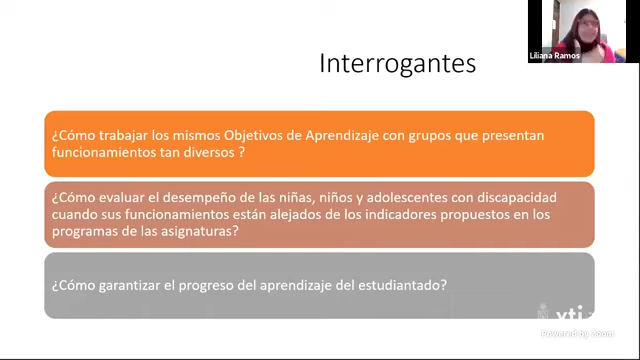 Liliana Ramos
Interrogantes
¿Cómo trabajar los mismos Objetivos de Aprendizaje con grupos que presentan
funcionamientos tan diversos ?
¿Cómo evaluar el desempeño de las niñas, niños y adolescentes con discapacidad
cuando sus funcionamientos están alejados de los indicadores propuestos en los
programas de las asignaturas?
¿Cómo garantizar el progreso del aprendizaje del estudiantado?
Powered by Zoom